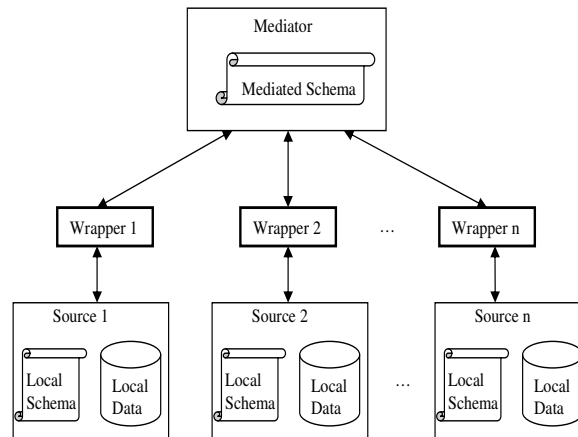 Mediator
Mediated Schema
Wrapper 1
Wrapper 2
...
Wrapper n
Source 1
Local
Schema
Local
Data
Source 2
Local
Schema
Local
Data
...
Source n
Local
Schema
Local
Data